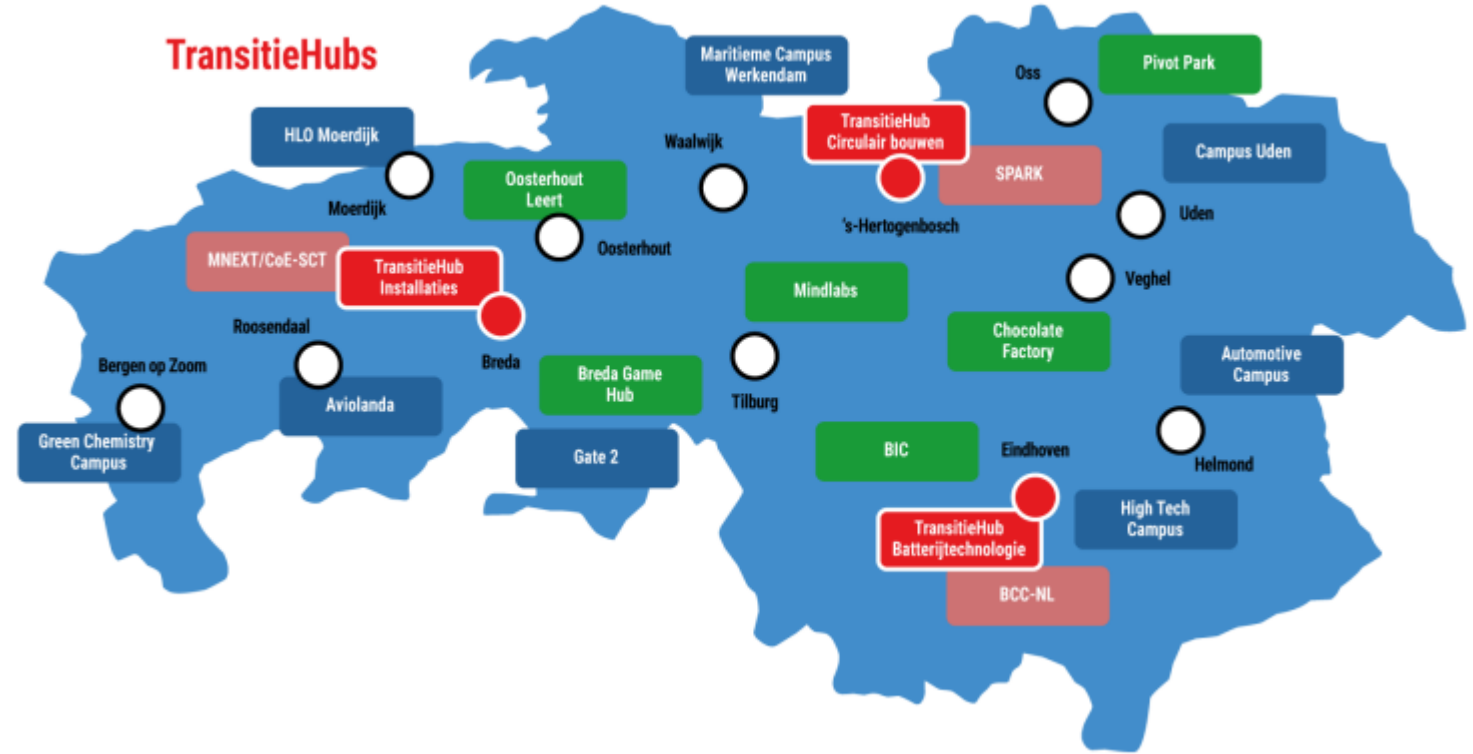 TransitieHubs
Maritieme Campus
Werkendam
Pivot Park
Oss
HLO Moerdijk
TransitieHub
Circulair bouwen
Waalwijk
Campus Uden
SPARK
Oosterhout
Leert
Moerdijk
Uden
's-Hertogenbosch
Oosterhout
MNEXT/CoE-SCT
TransitieHub
Installaties
Mindlabs
Veghel
Roosendaal
Chocolate
Factory
Bergen op Zoom
Breda
Automotive
Campus
Breda Game
Hub
Tilburg
Aviolanda
Green Chemistry
Campus
Gate 2
BIC
Eindhoven
Helmond
High Tech
Campus
TransitieHub
Batterijtechnologie
BCC-NL